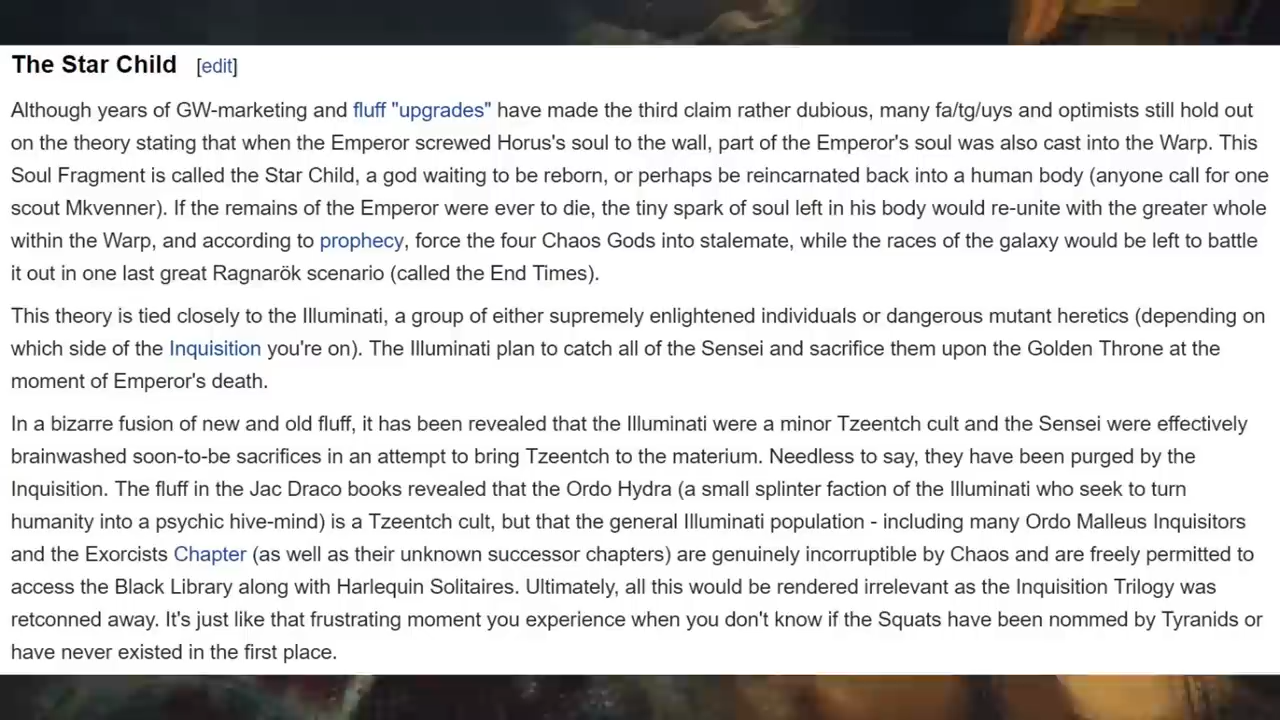 The Star Child [edit]
Although years of GW-marketing and fluff "upgrades" have made the third claim rather dubious, many fa/tg/uys and optimists still hold out
on the theory stating that when the Emperor screwed Horus's soul to the wall, part of the Emperor's soul was also cast into the Warp. This
Soul Fragment is called the Star Child, a god waiting to be reborn, or perhaps be reincarnated back into a human body (anyone call for one
scout Mkvenner). If the remains of the Emperor were ever to die, the tiny spark of soul left in his body would re-unite with the greater whole
within the Warp, and according to prophecy, force the four Chaos Gods into stalemate, while the races of the galaxy would be left to battle
it out in one last great Ragnarök scenario (called the End Times).
This theory is tied closely to the Illuminati, a group of either supremely enlightened individuals or dangerous mutant heretics (depending on
which side of the Inquisition you're on). The Illuminati plan to catch all of the Sensei and sacrifice them upon the Golden Throne at the
moment of Emperor's death.
In a bizarre fusion of new and old fluff, it has been revealed that the Illuminati were a minor Tzeentch cult and the Sensei were effectively
brainwashed soon-to-be sacrifices in an attempt to bring Tzeentch to the materium. Needless to say, they have been purged by the
Inquisition. The fluff in the Jac Draco books revealed that the Ordo Hydra (a small splinter faction of the Illuminati who seek to turn
humanity into a psychic hive-mind) is a Tzeentch cult, but that the general Illuminati population - including many Ordo Malleus Inquisitors
and the Exorcists Chapter (as well as their unknown successor chapters) are genuinely incorruptible by Chaos and are freely permitted to
access the Black Library along with Harlequin Solitaires. Ultimately, all this would be rendered irrelevant as the Inquisition Trilogy was
retconned away. It's just like that frustrating moment you experience when you don't know if the Squats have been nommed by Tyranids or
have never existed in the first place.